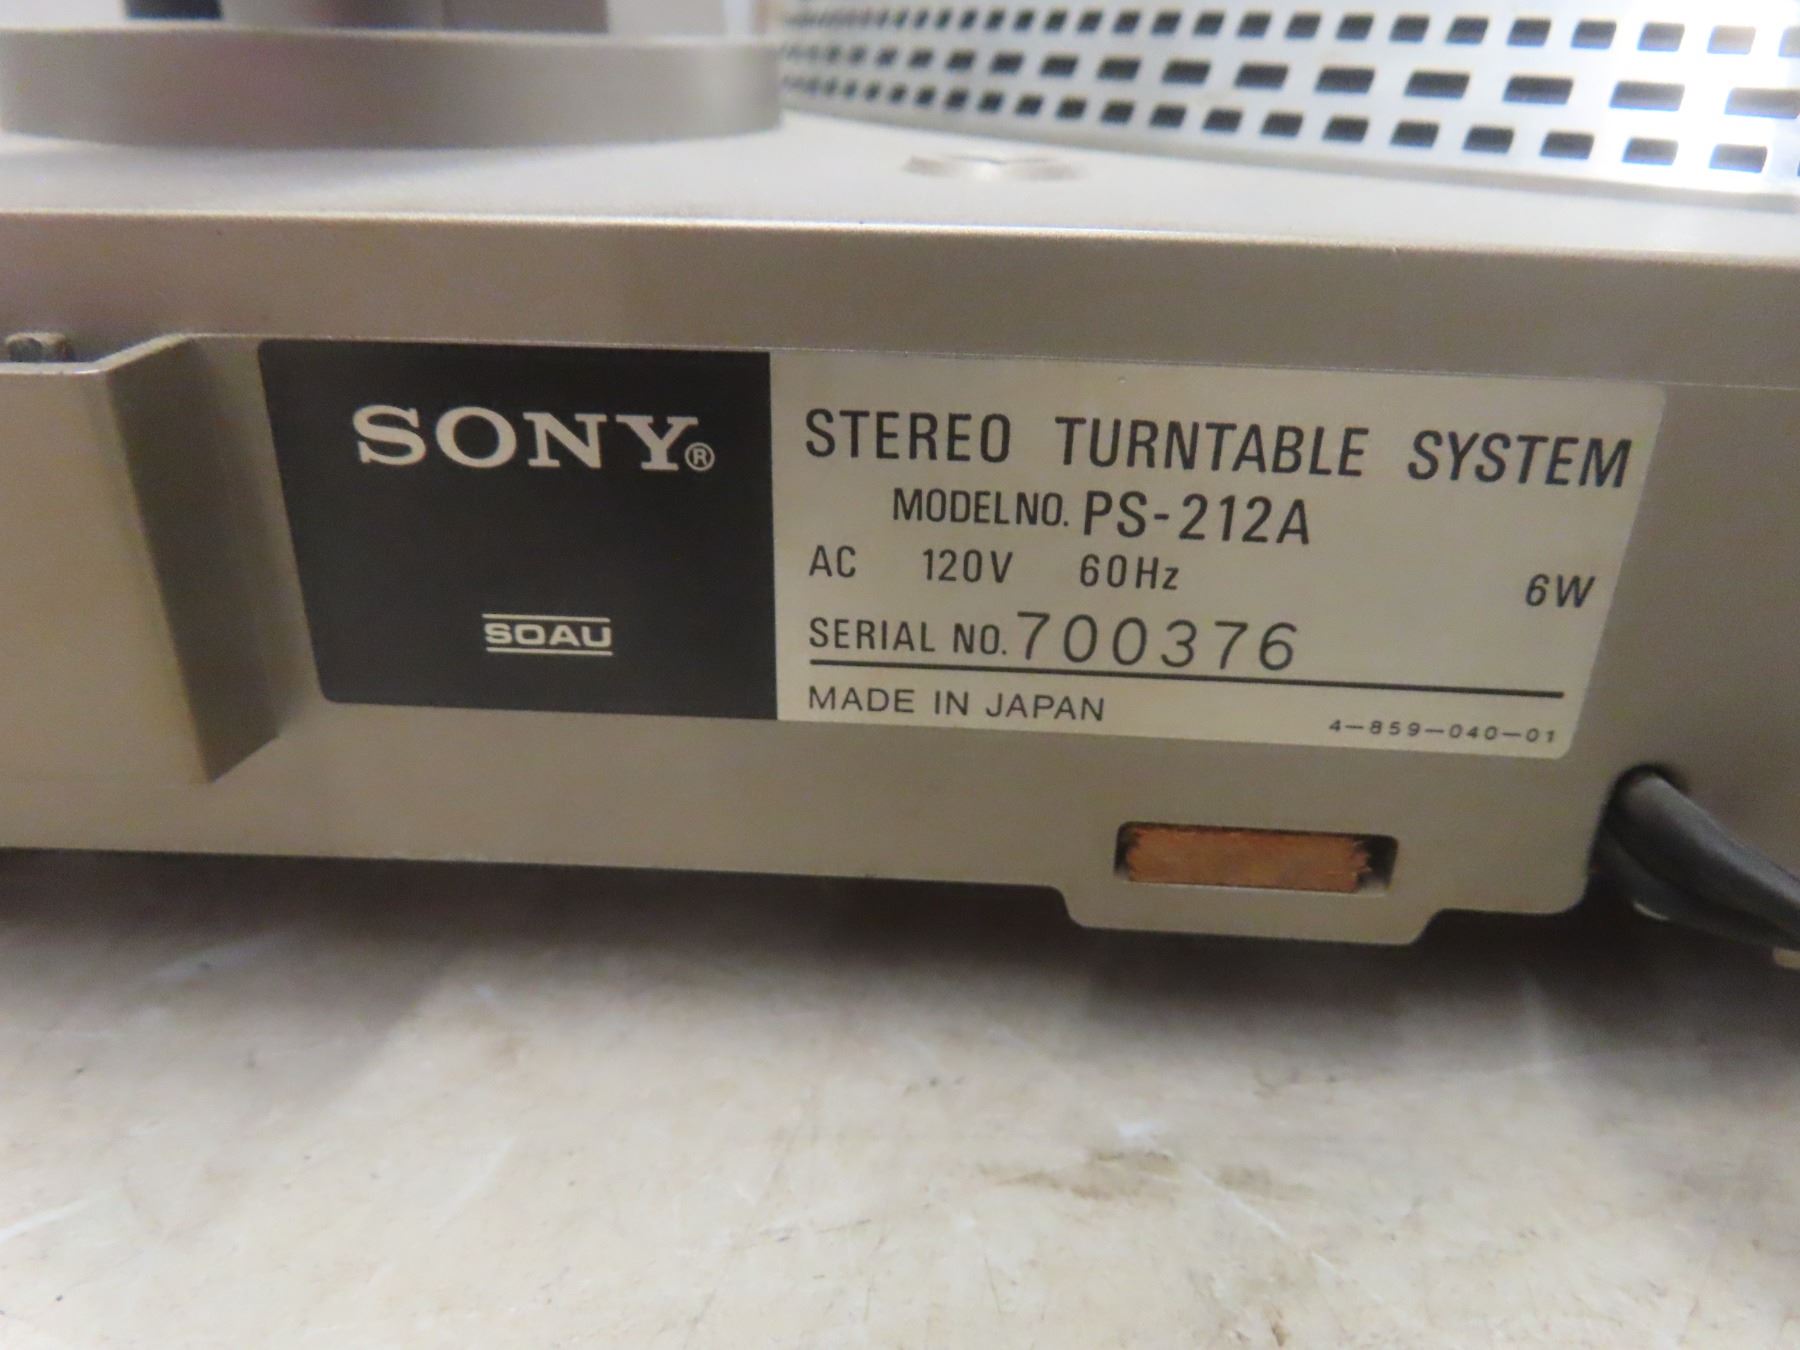 SONY®
SOAU
STEREO TURNTABLE SYSTEM
MODEL NO. PS-212A
AC 120V 60Hz 6W
SERIAL NO. 700376
MADE IN JAPAN
4-859-040-01